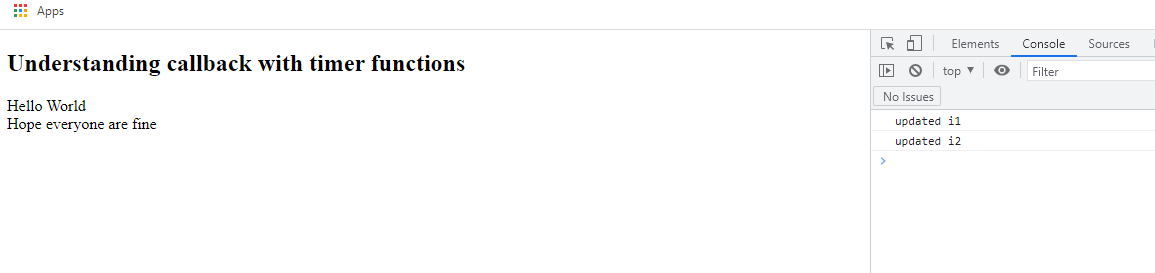 Apps
Understanding callback with timer functions
Hello World
Hope everyone are fine
Elements Console Sources
top ▼ Filter
No Issues
updated i1
updated i2
>